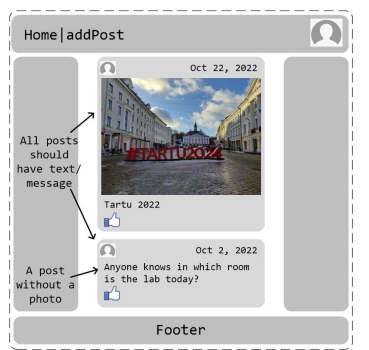 Home|addPost
Oct 22, 2022
#TARTU2024
Tartu 2022
All posts
should
have text/
message
Oct 2, 2022
Anyone knows in which room
is the lab today?
A post
without a
photo
Footer